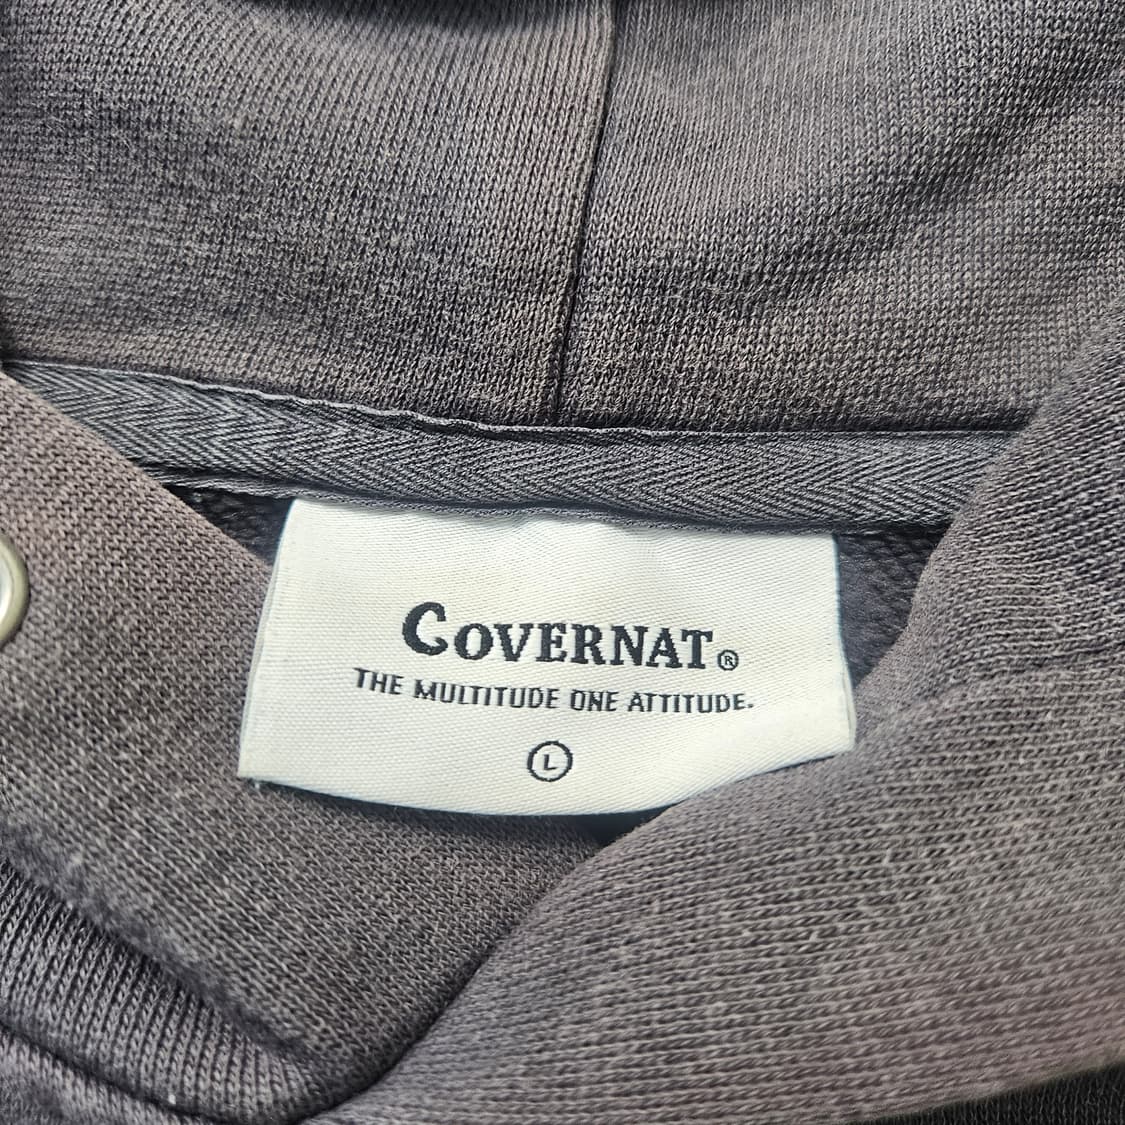 COVERNAT®
THE MULTITUDE ONE ATTITUDE.
L